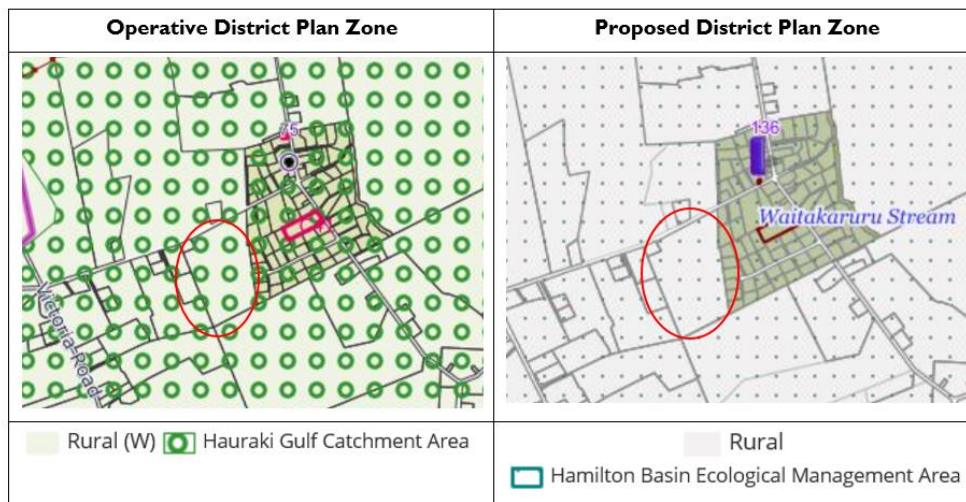 Operative District Plan Zone
Proposed District Plan Zone
75
Victoria Road
136
Waitakaruru Stream
Rural (W) Hauraki Gulf Catchment Area
Rural
Hamilton Basin Ecological Management Area